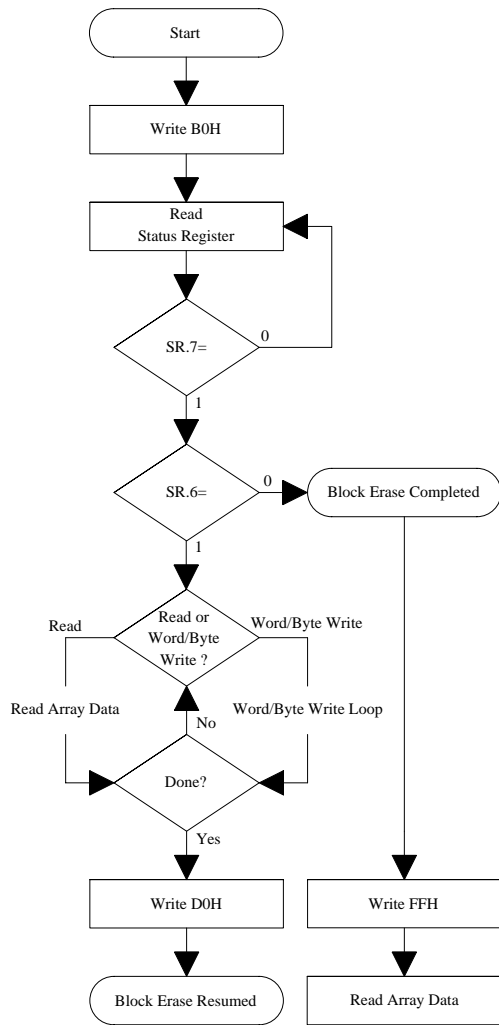 Start
Write B0H
Read
Status Register
SR.7=
0
1
SR.6=
0
Block Erase Completed
1
Read
Read or
Word/Byte
Write ?
Word/Byte Write
Read Array Data
No
Word/Byte Write Loop
Done?
Yes
Write D0H
Write FFH
Block Erase Resumed
Read Array Data